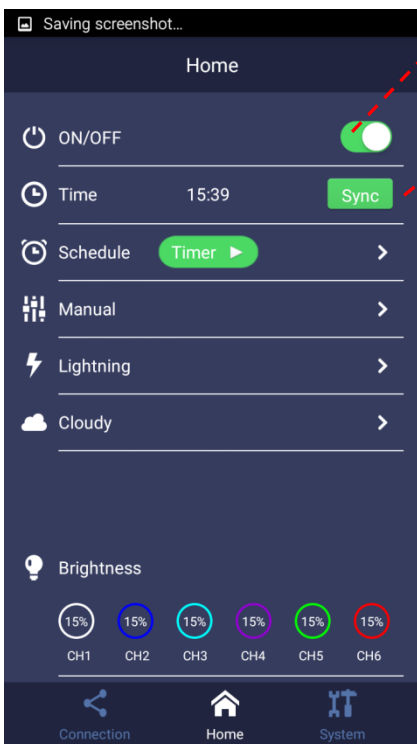 Saving screenshot...
Home
ON/OFF
Time 15:39 Sync
Schedule Timer
Manual
Lightning
Cloudy
Brightness
15% 15% 15% 15% 15% 15%
CH1 CH2 CH3 CH4 CH5 CH6
Connection Home System